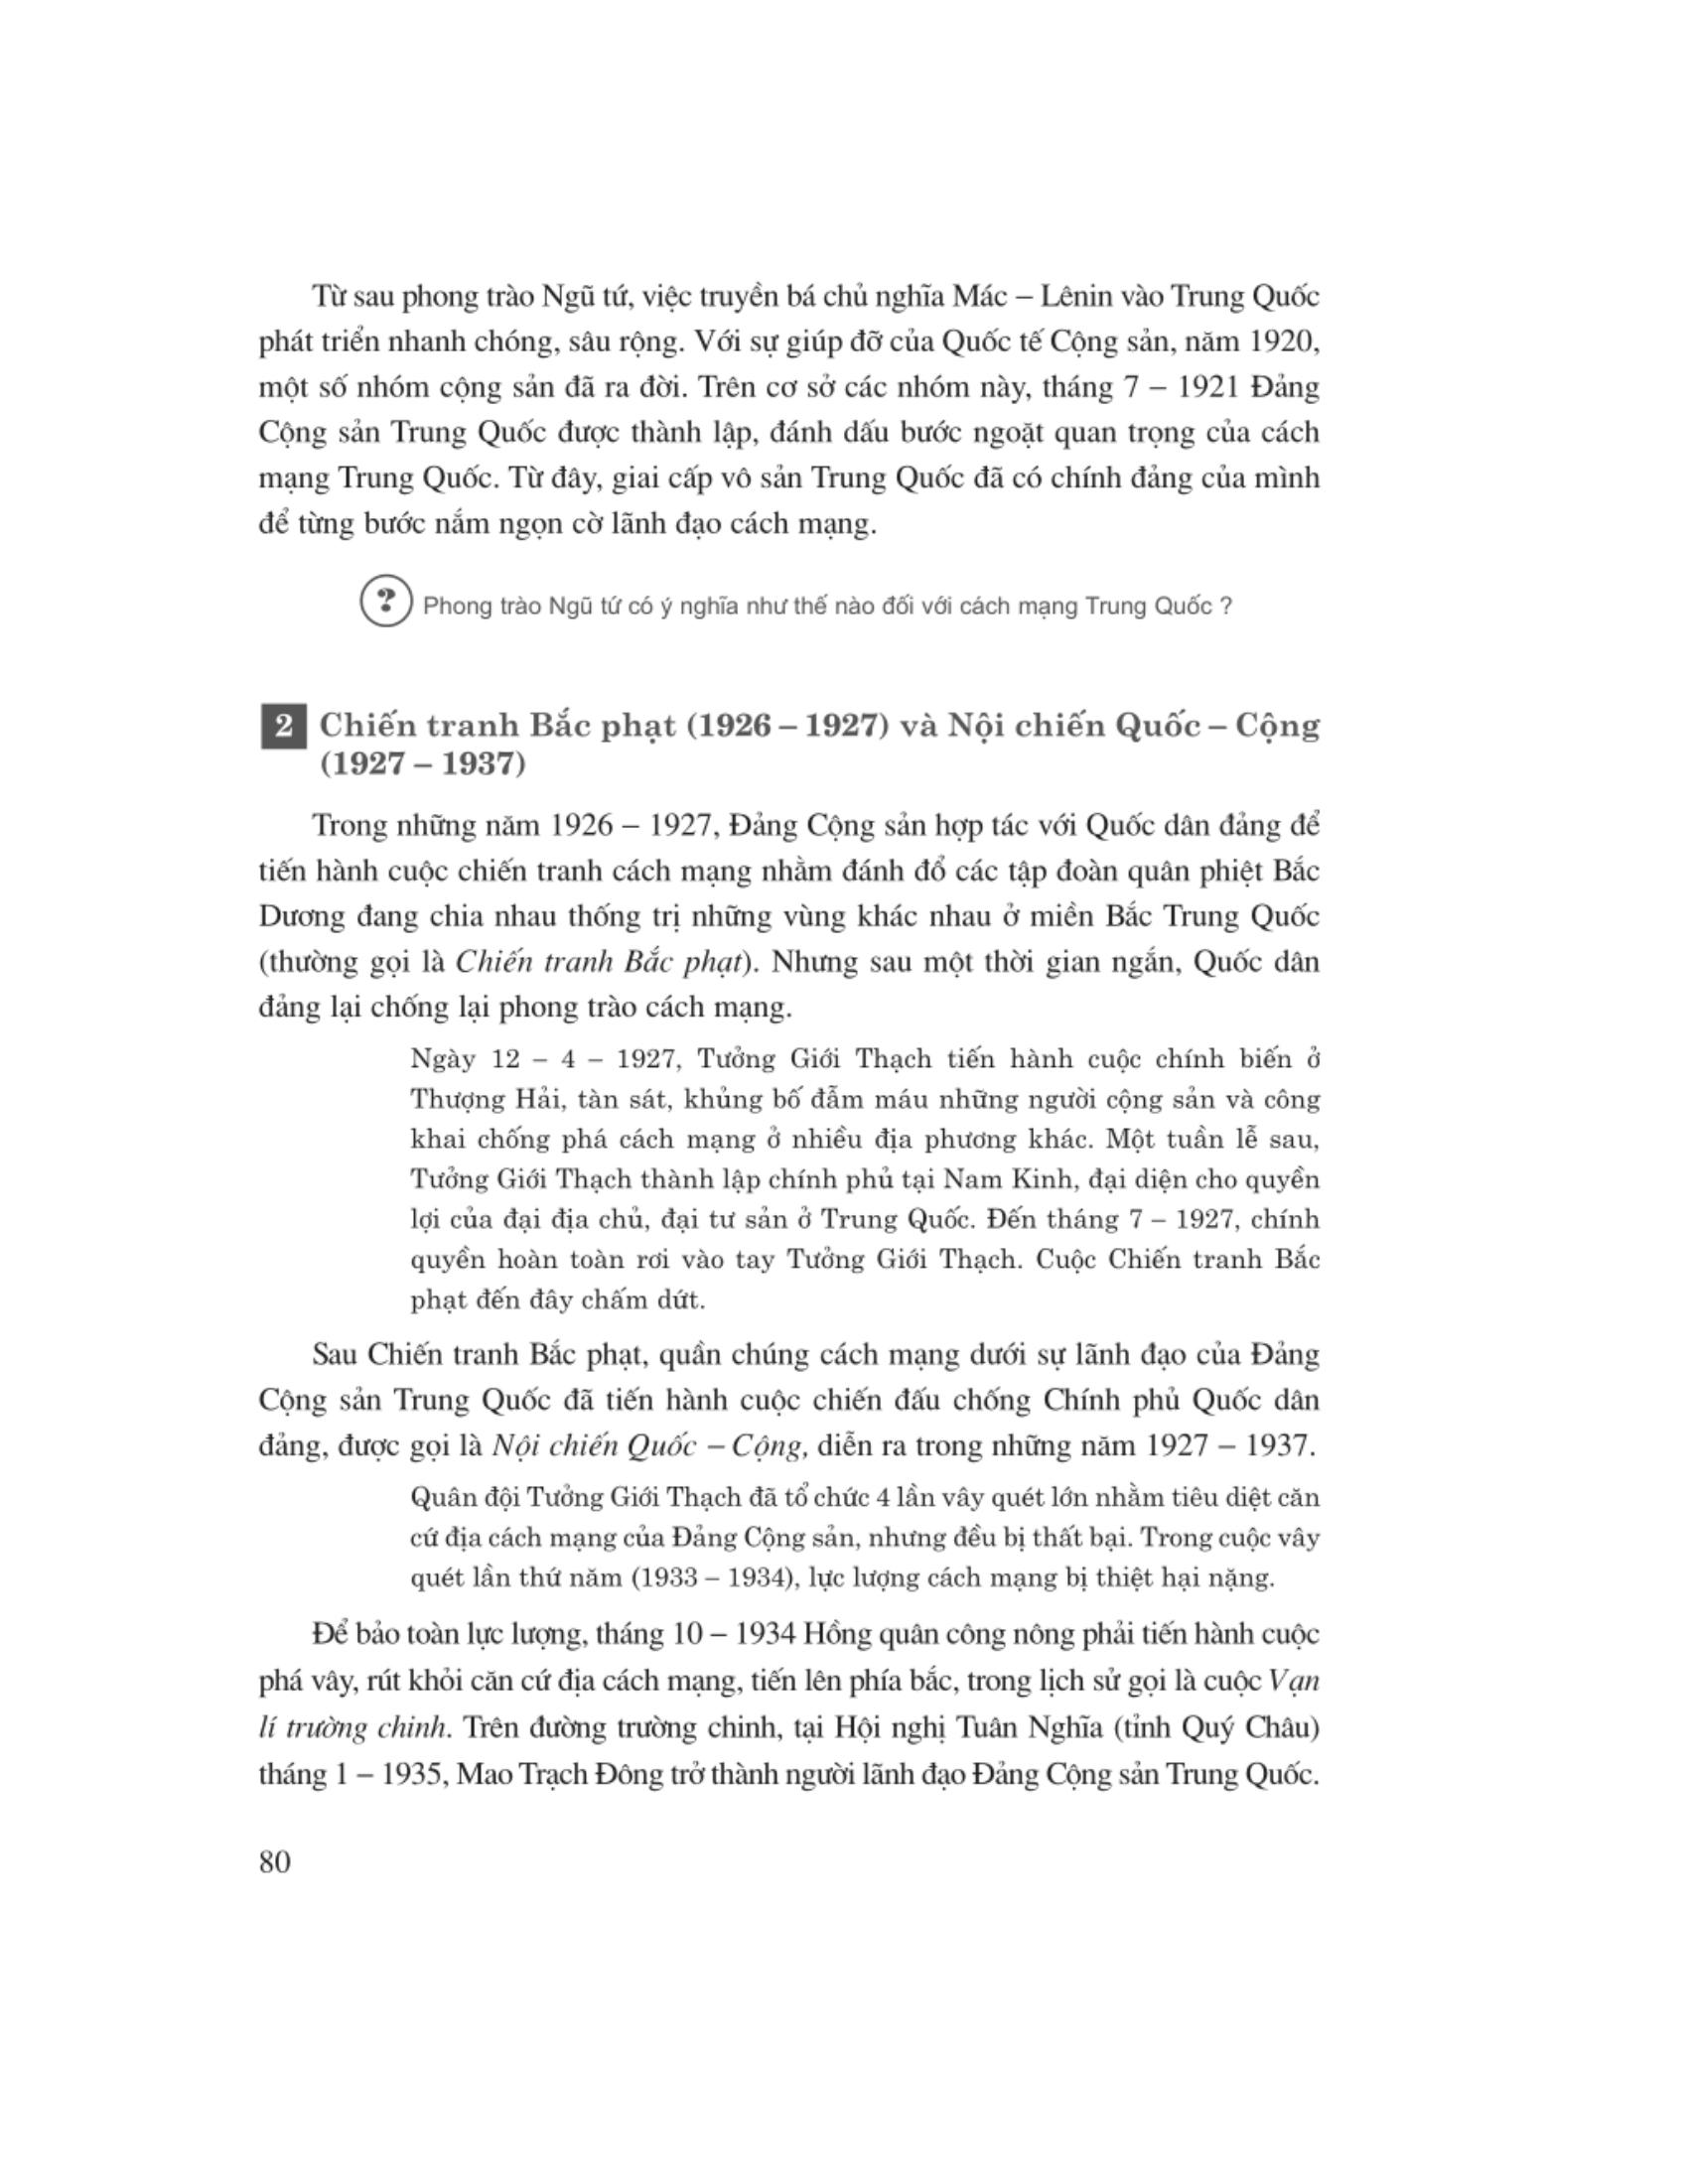 Từ sau phong trào Ngũ tứ, việc truyền bá chủ nghĩa Mác – Lênin vào Trung Quốc
phát triển nhanh chóng, sâu rộng. Với sự giúp đỡ của Quốc tế Cộng sản, năm 1920,
một số nhóm cộng sản đã ra đời. Trên cơ sở các nhóm này, tháng 7 – 1921 Đảng
Cộng sản Trung Quốc được thành lập, đánh dấu bước ngoặt quan trọng của cách
mạng Trung Quốc. Từ đây, giai cấp vô sản Trung Quốc đã có chính đảng của mình
để từng bước nắm ngọn cờ lãnh đạo cách mạng.
? Phong trào Ngũ tứ có ý nghĩa như thế nào đối với cách mạng Trung Quốc ?
2 Chiến tranh Bắc phạt (1926 – 1927) và Nội chiến Quốc – Cộng
(1927 – 1937)
Trong những năm 1926 – 1927, Đảng Cộng sản hợp tác với Quốc dân đảng để
tiến hành cuộc chiến tranh cách mạng nhằm đánh đổ các tập đoàn quân phiệt Bắc
Dương đang chia nhau thống trị những vùng khác nhau ở miền Bắc Trung Quốc
(thường gọi là Chiến tranh Bắc phạt). Nhưng sau một thời gian ngắn, Quốc dân
đảng lại chống lại phong trào cách mạng.
Ngày 12 – 4 – 1927, Tưởng Giới Thạch tiến hành cuộc chính biến ở
Thượng Hải, tàn sát, khủng bố đẫm máu những người cộng sản và công
khai chống phá cách mạng ở nhiều địa phương khác. Một tuần lễ sau,
Tưởng Giới Thạch thành lập chính phủ tại Nam Kinh, đại diện cho quyền
lợi của đại địa chủ, đại tư sản ở Trung Quốc. Đến tháng 7 – 1927, chính
quyền hoàn toàn rơi vào tay Tưởng Giới Thạch. Cuộc Chiến tranh Bắc
phạt đến đây chấm dứt.
Sau Chiến tranh Bắc phạt, quần chúng cách mạng dưới sự lãnh đạo của Đảng
Cộng sản Trung Quốc đã tiến hành cuộc chiến đấu chống Chính phủ Quốc dân
đảng, được gọi là Nội chiến Quốc – Cộng, diễn ra trong những năm 1927 – 1937.
Quân đội Tưởng Giới Thạch đã tổ chức 4 lần vây quét lớn nhằm tiêu diệt căn
cứ địa cách mạng của Đảng Cộng sản, nhưng đều bị thất bại. Trong cuộc vây
quét lần thứ năm (1933 – 1934), lực lượng cách mạng bị thiệt hại nặng.
Để bảo toàn lực lượng, tháng 10 – 1934 Hồng quân công nông phải tiến hành cuộc
phá vây, rút khỏi căn cứ địa cách mạng, tiến lên phía bắc, trong lịch sử gọi là cuộc Vạn
lí trường chinh. Trên đường trường chinh, tại Hội nghị Tuân Nghĩa (tỉnh Quý Châu)
tháng 1 – 1935, Mao Trạch Đông trở thành người lãnh đạo Đảng Cộng sản Trung Quốc.
80